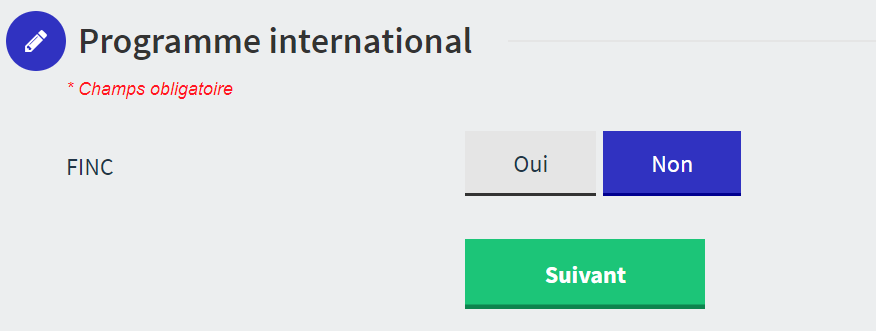 Programme international
* Champs obligatoire
FINC Oui Non
Suivant